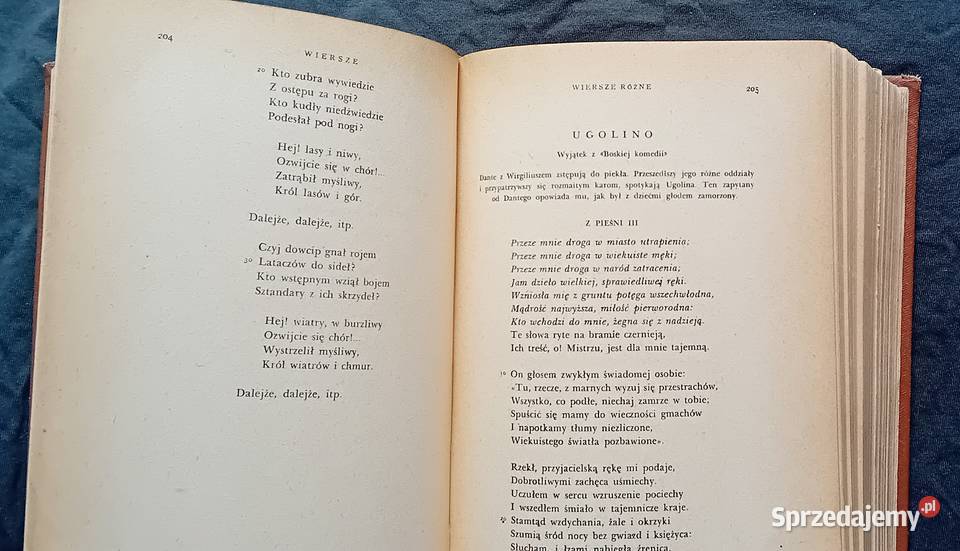 204
WIERSZE
20 Kto zubra wywiedzie
Z ostępu za rogi?
Kto kudły niedźwiedzie
Podesłał pod nogi?
Hej! lasy i niwy,
Ozwijcie się w chór!...
Zatrąbił myśliwy,
Król lasów i gór.
Dalejże, dalejże, itp.
Czyj dowcip gnał rojem
30 Lataczów do sideł?
Kto wstępnym wziął bojem
Sztandary z ich skrzydeł?
Hej! wiatry, w burzliwy
Ozwijcie się chór!...
Wystrzelił myśliwy,
Król wiatrów i chmur.
Dalejże, dalejże, itp.
WIERSZE RÓŻNE
205
UGOLINO
Wyjątek z «Boskiej komedii»
Dante z Wirgiliuszem zstępują do piekła. Przeszedłszy jego różne oddziały
i przypatrzywszy się rozmaitym karom, spotykają Ugolina. Ten zapytany
od Dantego opowiada mu, jak był z dziećmi głodem zamorzony.
Z PIEŚNI III
Przeze mnie droga w miasto utrapienia;
Przeze mnie droga w wiekuiste męki;
Przeze mnie droga w naród zatracenia;
Jam dzieło wielkiej, sprawiedliwej ręki.
Wzniosła mię z gruntu potęga wszechwłodna,
Mądrość najwyższa, miłość pierworodna:
Kto wchodzi do mnie, żegna się z nadzieją.
Te słowa ryte na bramie czernieją,
Ich treść, o! Mistrzu, jest dla mnie tajemną.
10 On głosem zwykłym świadomej osobie:
«Tu, rzecze, z marnych wyzuj się przestrachów,
Wszystko, co podłe, niechaj zamrze w tobie;
Spuścić się mamy do wieczności gmachów
I napotkamy tłumy niezliczone,
Wiekuistego światła pozbawione».
Rzekł, przyjacielską rękę mi podaje,
Dobrotliwymi zachęca uśmiechy.
Uczułem w sercu wzruszenie pociechy
I wszedłem śmiało w tajemnicze kraje.
20 Stamtąd wzdychania, żale i okrzyki
Szumią śród nocy bez gwiazd i księżyca:
Słucham, i łzami nabiegła źrenica.
Sprzedajemy.pl